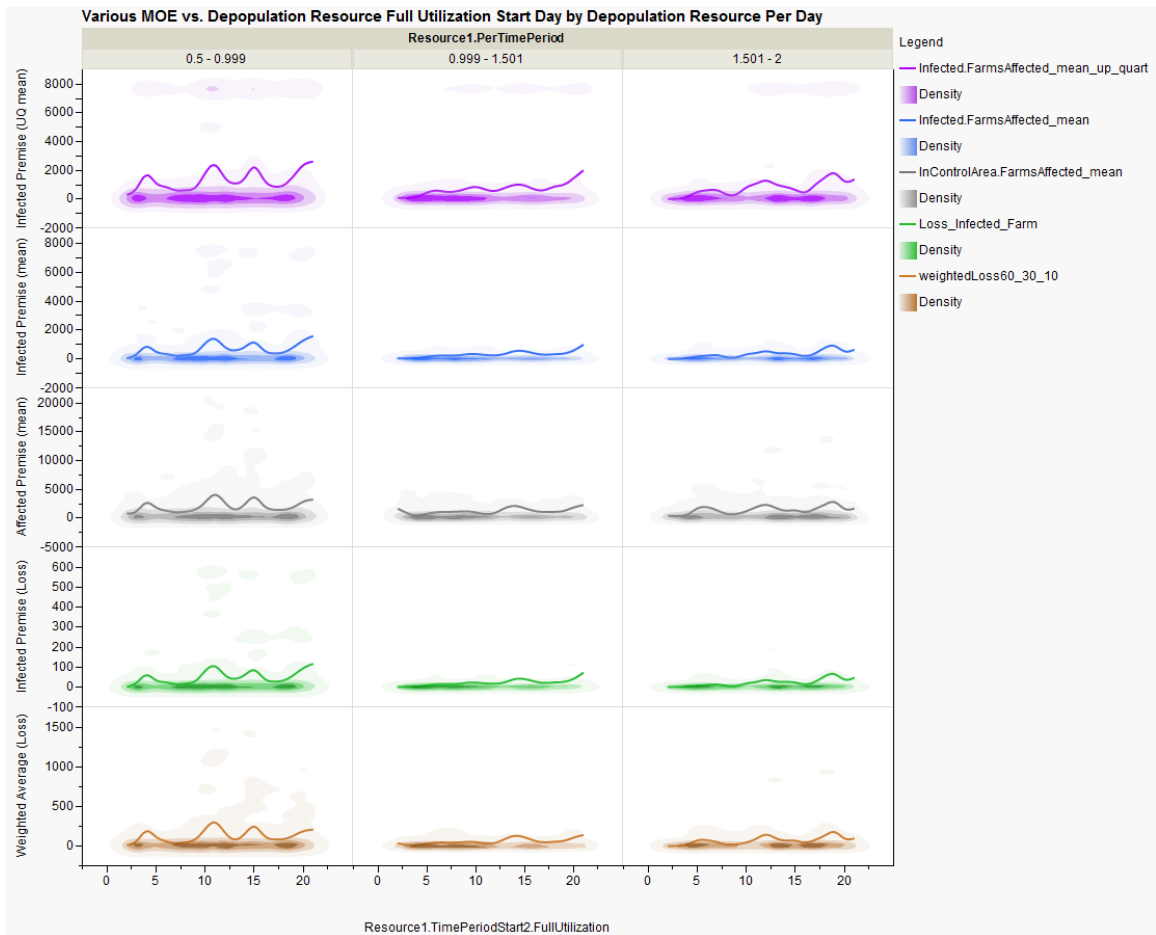 Various MOE vs. Depopulation Resource Full Utilization Start Day by Depopulation Resource Per Day
Resource1.PerTimePeriod
0.5 - 0.999 0.999 - 1.501 1.501 - 2
Infected Premise (UQ mean)
8000
6000
4000
2000
0
-2000
Infected Premise (mean)
8000
6000
4000
2000
0
-2000
Affected Premise (mean)
20000
15000
10000
5000
0
-5000
Infected Premise (Loss)
600
500
400
300
200
100
0
-100
Weighted Average (Loss)
1500
1000
500
0
0 5 10 15 20 0 5 10 15 20 0 5 10 15 20
Resource1.TimePeriodStart2.FullUtilization
Legend
Infected.FarmsAffected_mean_up_quart
Density
Infected.FarmsAffected_mean
Density
InControlArea.FarmsAffected_mean
Density
Loss_Infected_Farm
Density
weightedLoss60_30_10
Density